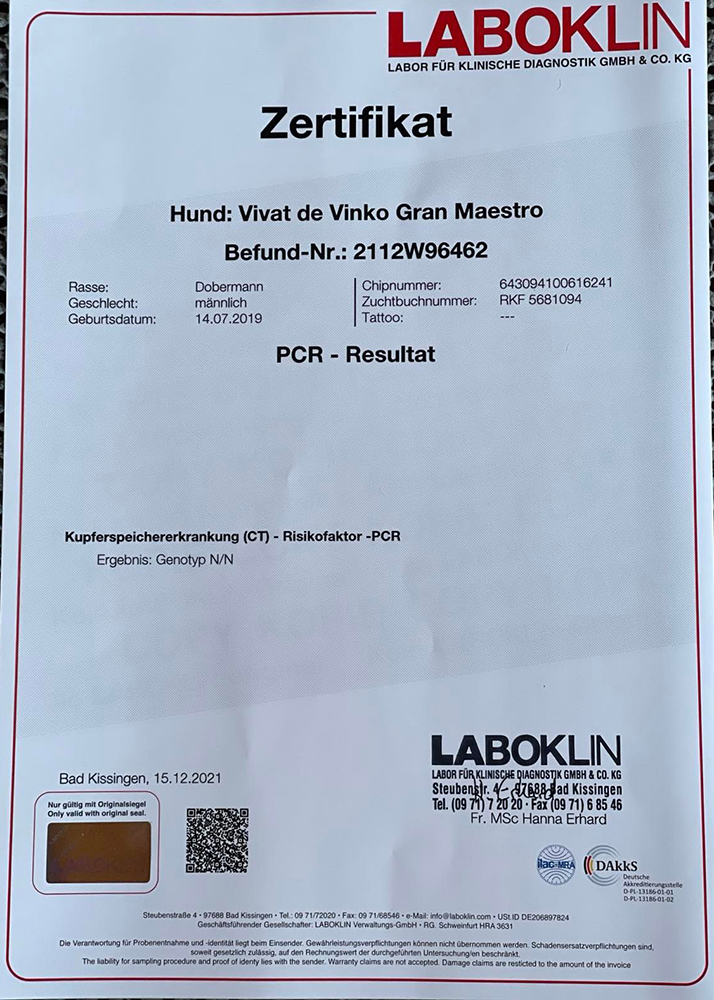 LABOKLIN
LABOR FÜR KLINISCHE DIAGNOSTIK GMBH & CO. KG
Zertifikat
Hund: Vivat de Vinko Gran Maestro
Befund-Nr.: 2112W96462
Rasse: Dobermann
Geschlecht: männlich
Geburtsdatum: 14.07.2019
Chipnummer: 643094100616241
Zuchtbuchnummer: RKF 5681094
Tattoo: ---
PCR - Resultat
Kupferspeichererkrankung (CT) - Risikofaktor -PCR
Ergebnis: Genotyp N/N
Bad Kissingen, 15.12.2021
Nur gültig mit Originalsiegel
Only valid with original seal.
LABOKLIN
LABOKLIN
LABOR FÜR KLINISCHE DIAGNOSTIK GMBH & CO. KG
Steubenstr. 4 · 97688 Bad Kissingen
Tel. (09 71) 7 20 20 · Fax (09 71) 6 85 46
Fr. MSc Hanna Erhard
ilac-MRA
DAkkS
Deutsche
Akkreditierungsstelle
D-PL-13186-01-01
D-PL-13186-01-02
Steubenstraße 4 • 97688 Bad Kissingen • Tel.: 09 71/72020 • Fax: 09 71/68546 • e-Mail: info@laboklin.com • USt.ID DE206897824
Geschäftsführender Gesellschafter: LABOKLIN Verwaltungs-GmbH • RG. Schweinfurt HRA 3631
Die Verantwortung für Probenentnahme und -identität liegt beim Einsender. Gewährleistungsverpflichtungen können nicht übernommen werden. Schadensersatzverpflichtungen sind,
soweit gesetzlich zulässig, auf den Rechnungswert der durchgeführten Untersuchung/en beschränkt.
The liability for sampling procedure and proof of identy lies with the sender. Warranty claims are not accepted. Damage claims are resticted to the amount of the invoice